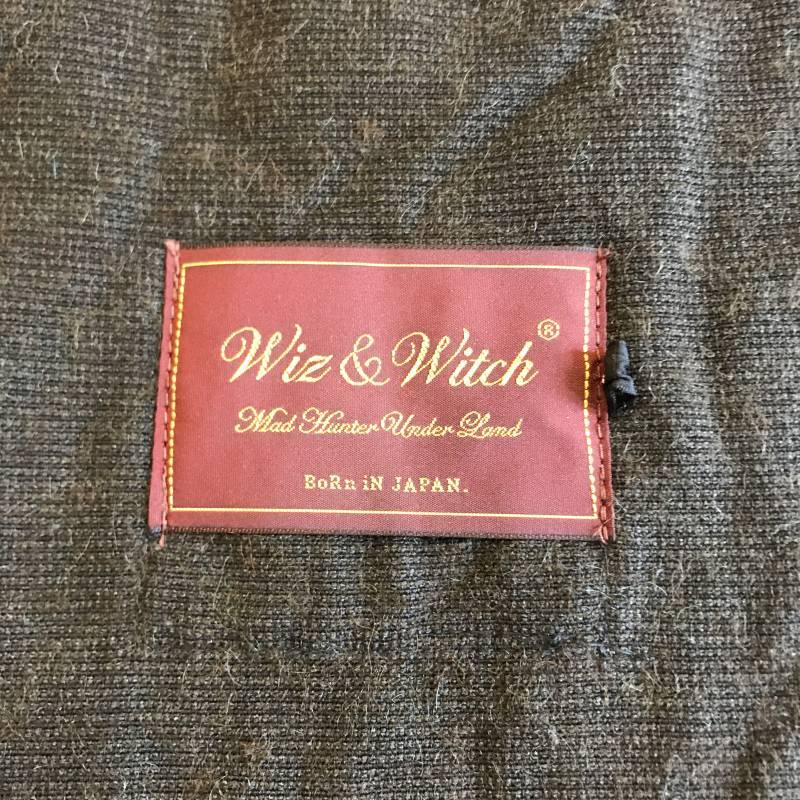 Wiz & Witch®
Mad Hunter Under Land
BoRn iN JAPAN.